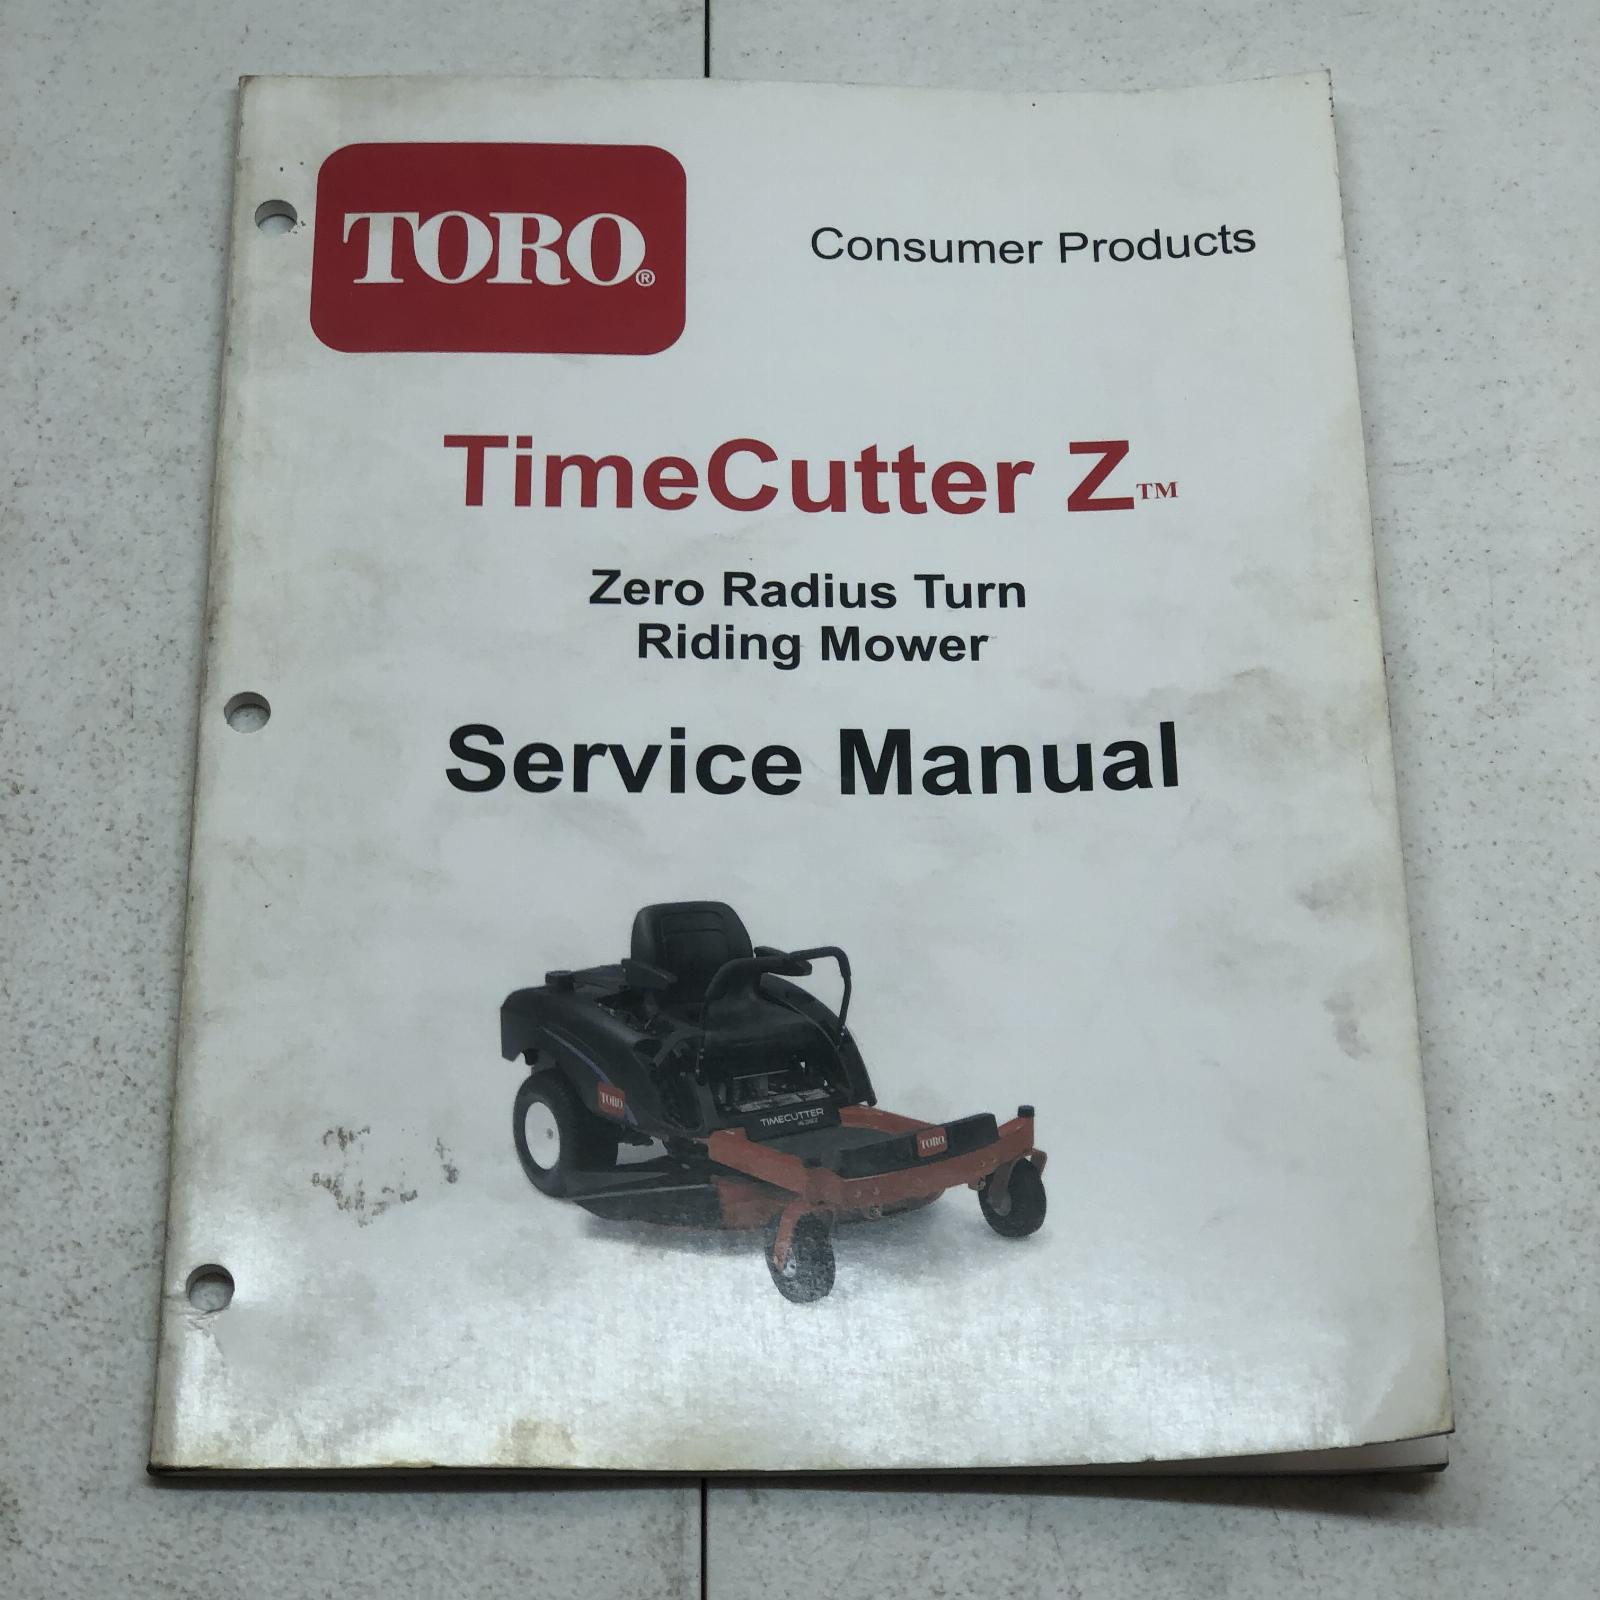 TORO®
Consumer Products
TimeCutter Z™
Zero Radius Turn
Riding Mower
Service Manual
TORO
TIMECUTTER
TORO